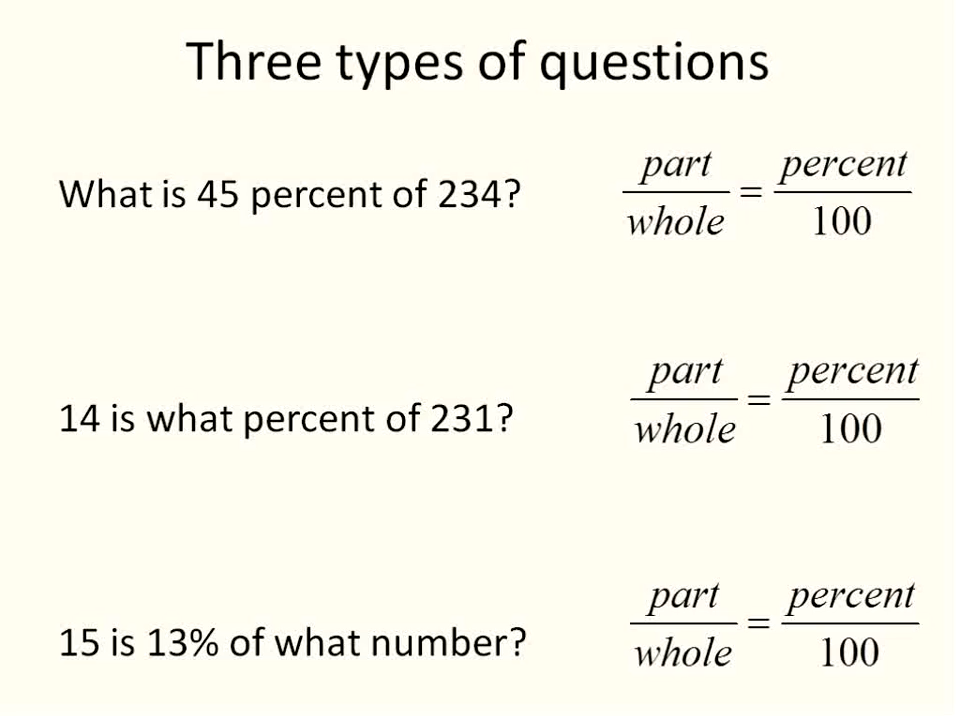 Three types of questions
What is 45 percent of 234?
part/whole = percent/100
14 is what percent of 231?
part/whole = percent/100
15 is 13% of what number?
part/whole = percent/100